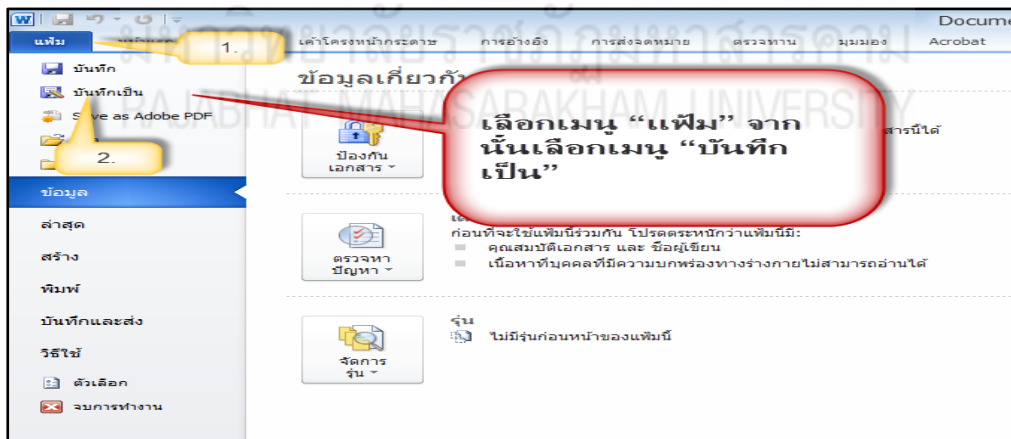 Docume
แฟ้ม
1.
เค้าโครงหน้ากระดาษ
การอ้างอิง
การส่งจดหมาย
ตรวจทาน
มุมมอง
Acrobat
บันทึก
บันทึกเป็น
Save as Adobe PDF
2.
ข้อมูล
ล่าสุด
สร้าง
พิมพ์
บันทึกและส่ง
วิธีใช้
ตัวเลือก
จบการทำงาน
ข้อมูลเกี่ยวกับ
ป้องกัน
เอกสาร
สารนี้ได้
เลือกเมนู “แฟ้ม” จาก
นั้นเลือกเมนู “บันทึก
เป็น”
ตรวจหา
ปัญหา
ก่อนที่จะใช้แฟ้มนี้ร่วมกัน โปรดตระหนักว่าแฟ้มนี้มี:
คุณสมบัติเอกสาร และ ชื่อผู้เขียน
เนื้อหาที่บุคคลที่มีความบกพร่องทางร่างกายไม่สามารถอ่านได้
จัดการ
รุ่น
รุ่น
ไม่มีรุ่นก่อนหน้าของแฟ้มนี้
RAJABHAT MAHASARAKHAM UNIVERSITY